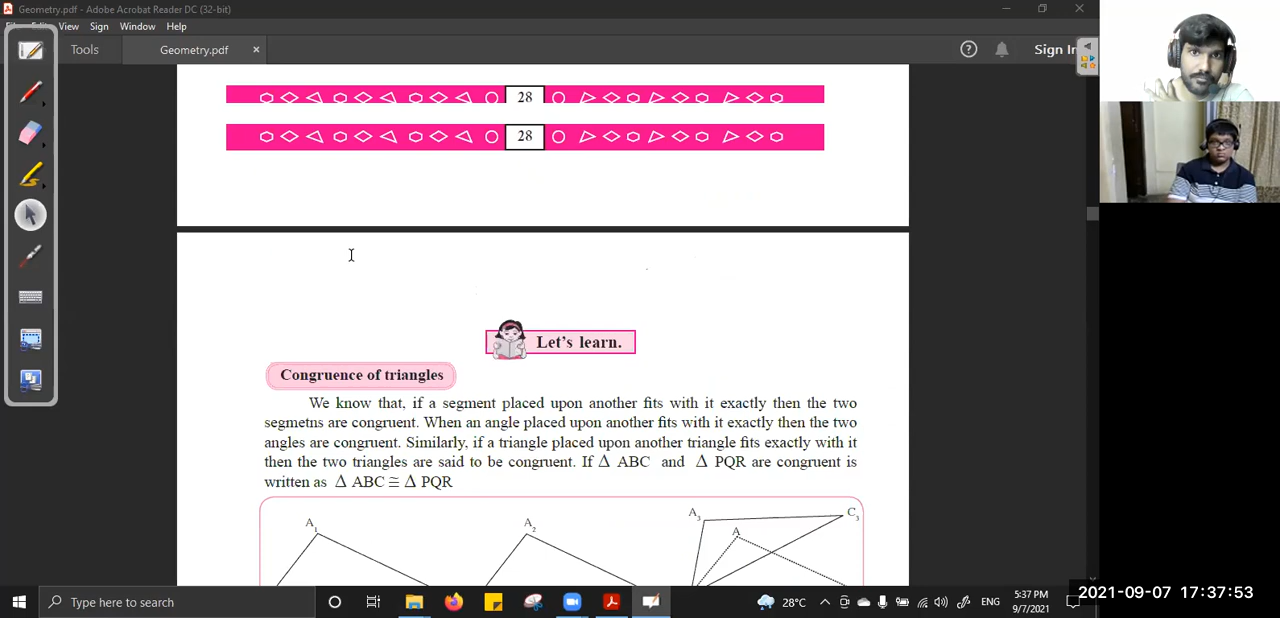 Geometry.pdf - Adobe Acrobat Reader DC (32-bit)
View Sign Window Help
Tools Geometry.pdf × Sign In
28
28
Let's learn.
Congruence of triangles
We know that, if a segment placed upon another fits with it exactly then the two
segmetns are congruent. When an angle placed upon another fits with it exactly then the two
angles are congruent. Similarly, if a triangle placed upon another triangle fits exactly with it
then the two triangles are said to be congruent. If Δ ABC and Δ PQR are congruent is
written as Δ ABC ≅ Δ PQR
A1 A2 A3 C3
A
Type here to search
28°C ENG
5:37 PM
9/7/2021
2021-09-07 17:37:53